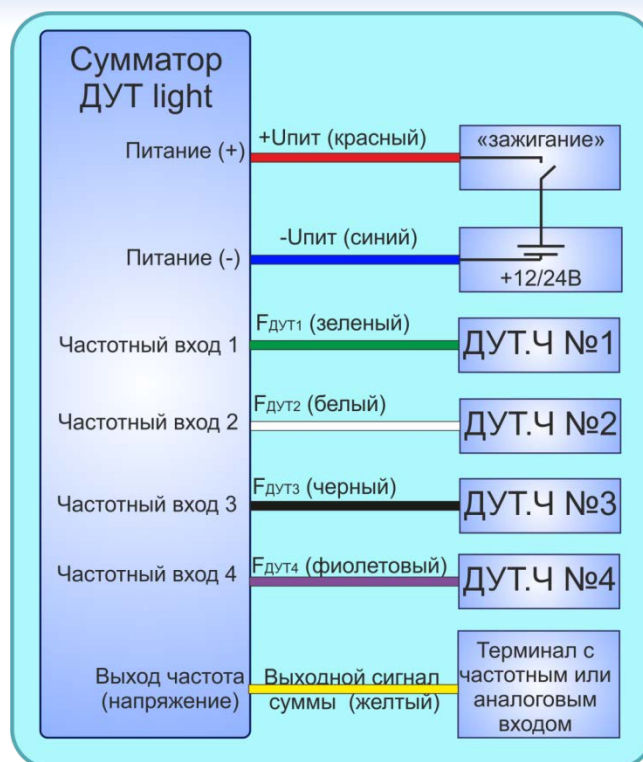 Сумматор
ДУТ light
Питание (+)
+Uпит (красный)
«зажигание»
Питание (-)
-Uпит (синий)
+12/24В
Частотный вход 1
FДУТ1 (зеленый)
ДУТ.Ч №1
Частотный вход 2
FДУТ2 (белый)
ДУТ.Ч №2
Частотный вход 3
FДУТ3 (черный)
ДУТ.Ч №3
Частотный вход 4
FДУТ4 (фиолетовый)
ДУТ.Ч №4
Выход частота
(напряжение)
Выходной сигнал
суммы (желтый)
Терминал с
частотным или
аналоговым
входом